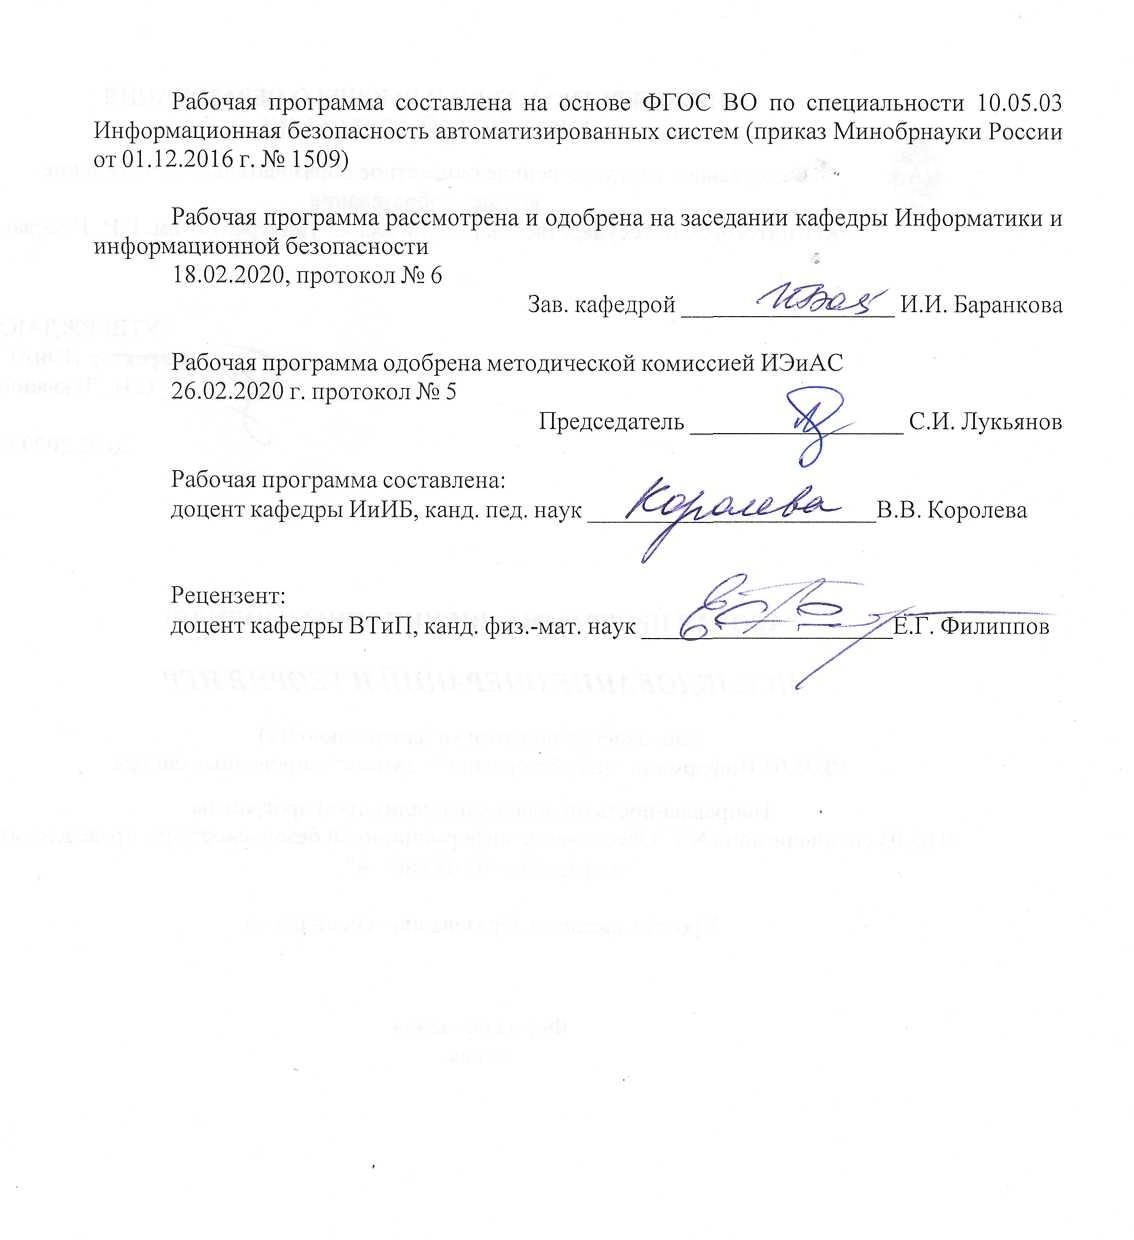 Рабочая программа составлена на основе ФГОС ВО по специальности 10.05.03
Информационная безопасность автоматизированных систем (приказ Минобрнауки России
от 01.12.2016 г. № 1509)
Рабочая программа рассмотрена и одобрена на заседании кафедры Информатики и
информационной безопасности
18.02.2020, протокол № 6
Зав. кафедрой _________________ И.И. Баранкова
Рабочая программа одобрена методической комиссией ИЭиАС
26.02.2020 г. протокол № 5
Председатель _________________ С.И. Лукьянов
Рабочая программа составлена:
доцент кафедры ИиИБ, канд. пед. наук Королева В.В. Королева
Рецензент:
доцент кафедры ВТиП, канд. физ.-мат. наук ____________________Е.Г. Филиппов